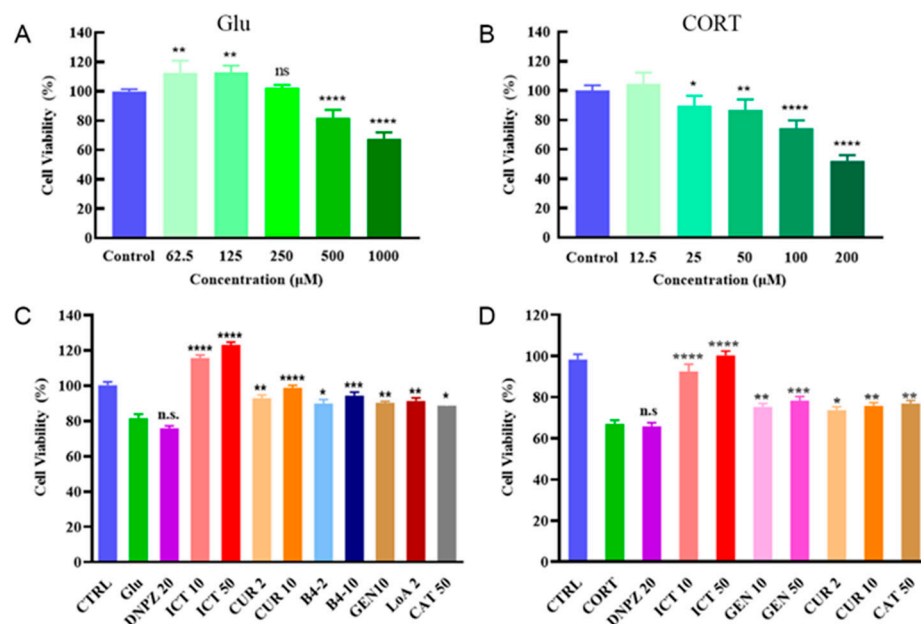 A
Glu
Cell Viability (%)
140
120
100
80
60
40
20
0
**
**
ns
****
****
Control 62.5 125 250 500 1000
Concentration (µM)
B
CORT
Cell Viability (%)
140
120
100
80
60
40
20
0
*
**
****
****
Control 12.5 25 50 100 200
Concentration (µM)
C
Cell Viability (%)
140
120
100
80
60
40
20
0
n.s.
****
****
**
****
*
***
**
**
*
CTRL
Glu
DNPZ 20
ICT 10
ICT 50
CUR 2
CUR 10
B4-2
B4-10
GEN10
LoA 2
CAT 50
D
Cell Viability (%)
120
100
80
60
40
20
0
n.s
****
****
**
***
*
**
**
CTRL
CORT
DNPZ 20
ICT 10
ICT 50
GEN 10
GEN 50
CUR 2
CUR 10
CAT 50